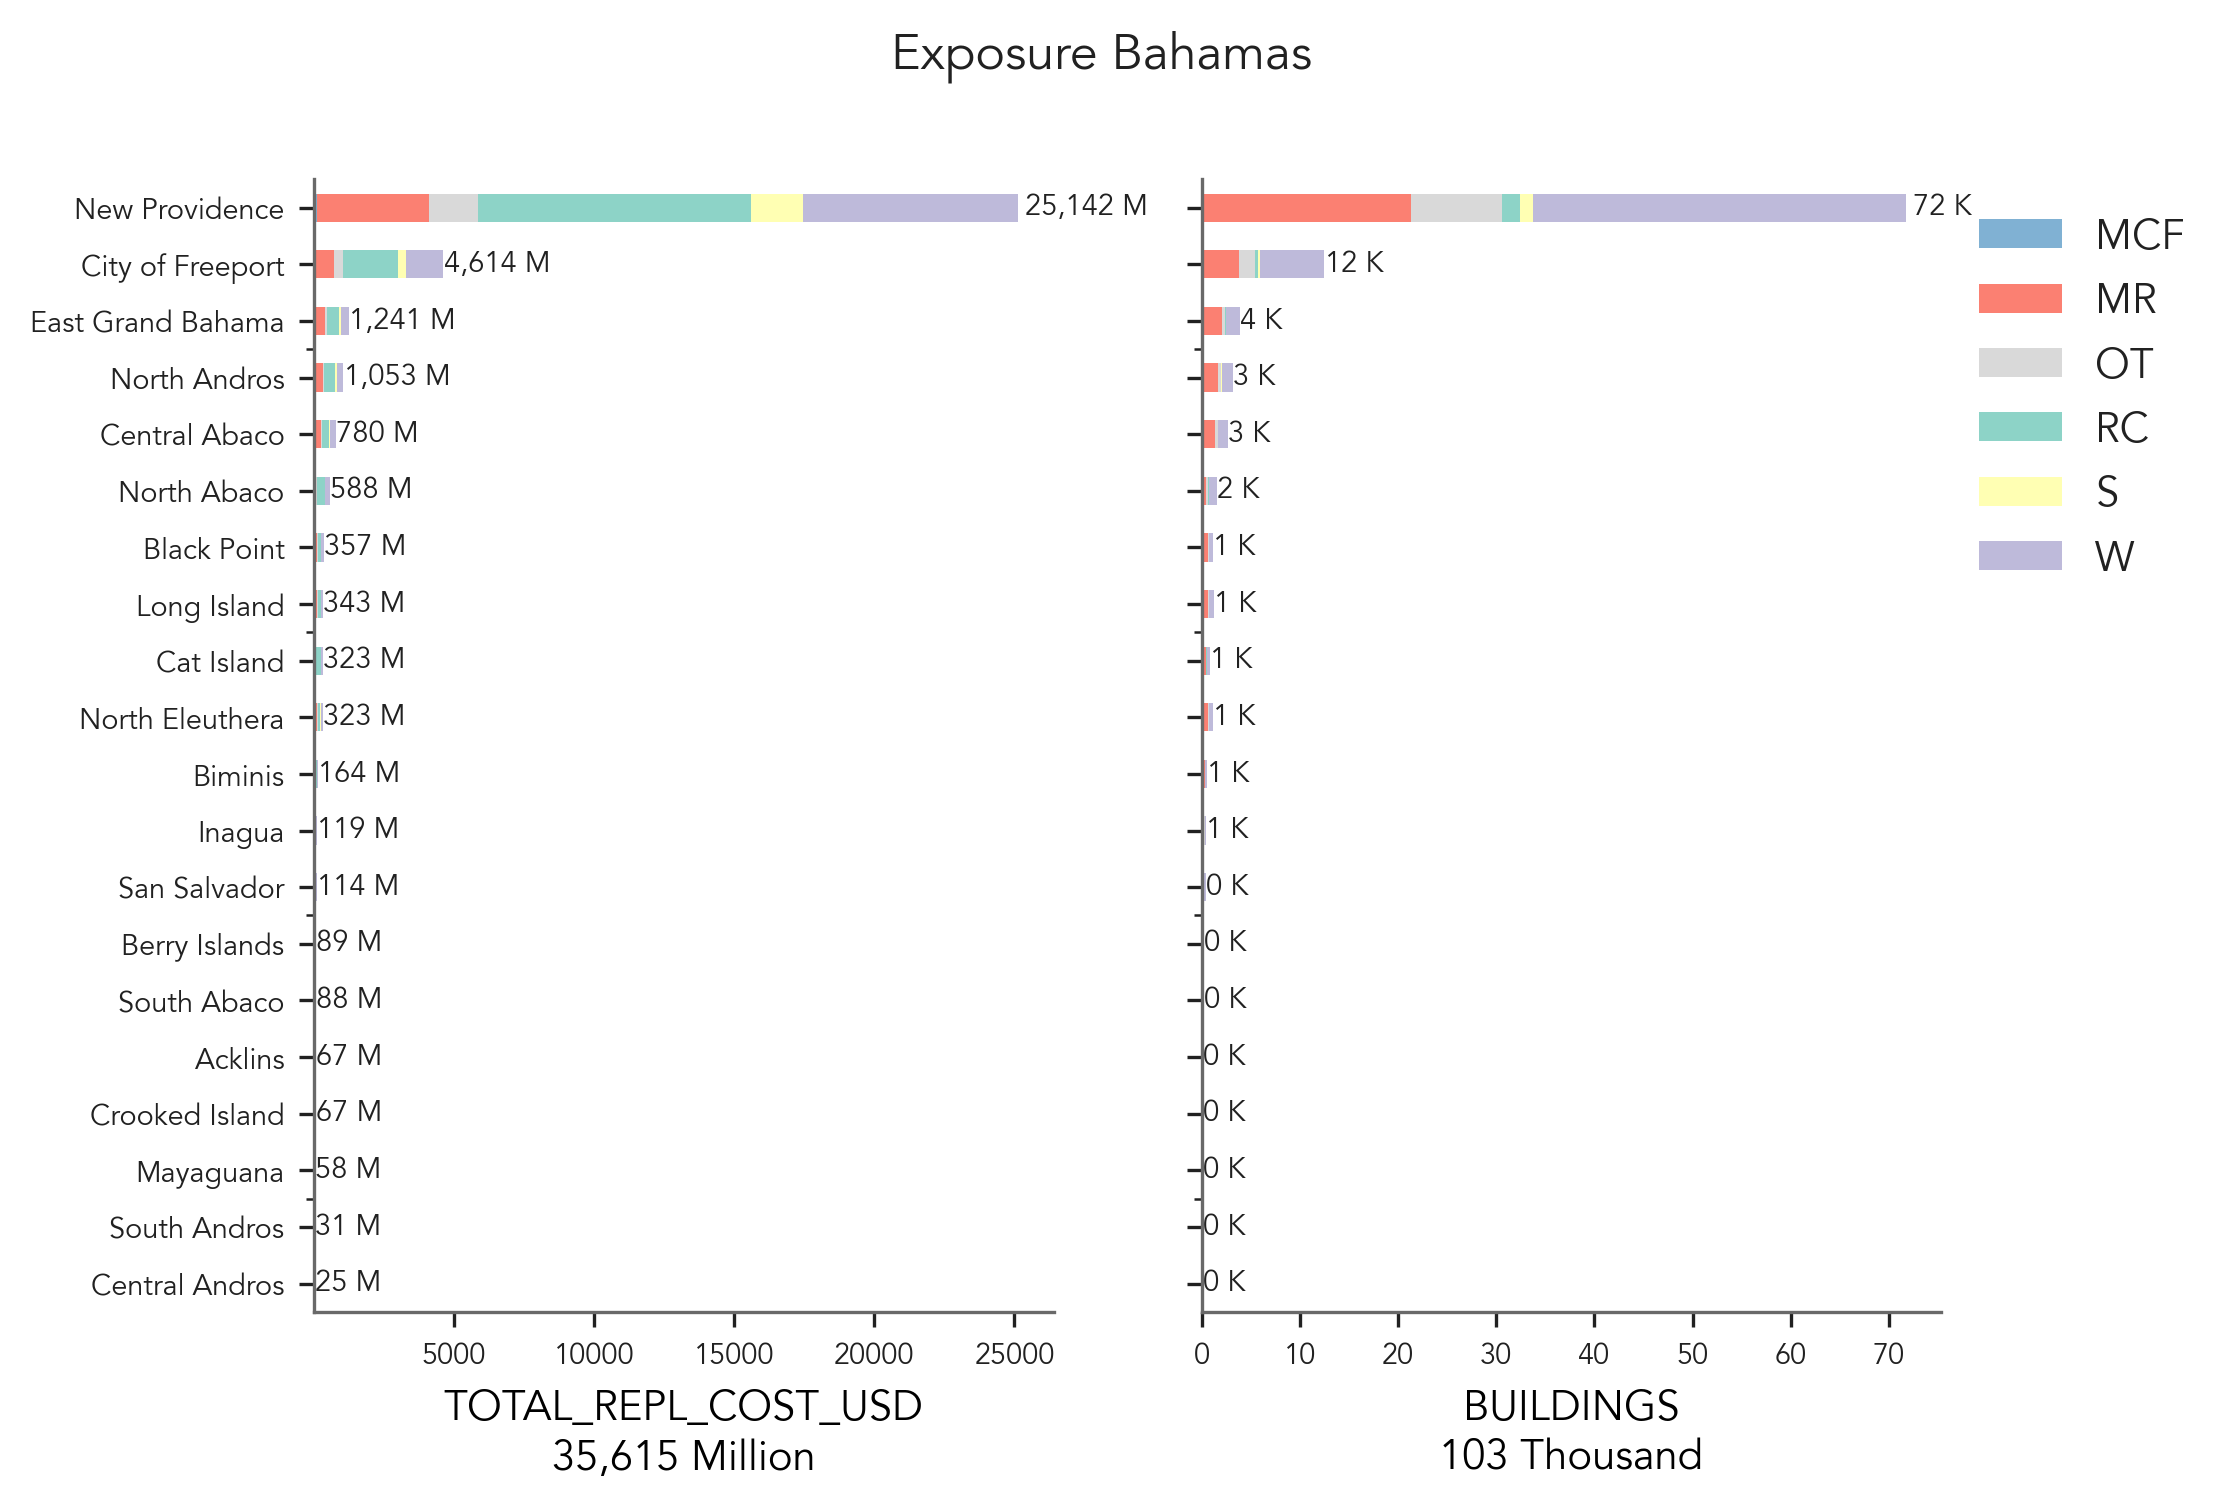 Exposure Bahamas
New Providence 25,142 M 72 K
City of Freeport 4,614 M 12 K
East Grand Bahama 1,241 M 4 K
North Andros 1,053 M 3 K
Central Abaco 780 M 3 K
North Abaco 588 M 2 K
Black Point 357 M 1 K
Long Island 343 M 1 K
Cat Island 323 M 1 K
North Eleuthera 323 M 1 K
Biminis 164 M 1 K
Inagua 119 M 1 K
San Salvador 114 M 0 K
Berry Islands 89 M 0 K
South Abaco 88 M 0 K
Acklins 67 M 0 K
Crooked Island 67 M 0 K
Mayaguana 58 M 0 K
South Andros 31 M 0 K
Central Andros 25 M 0 K
5000 10000 15000 20000 25000
TOTAL_REPL_COST_USD
35,615 Million
0 10 20 30 40 50 60 70
BUILDINGS
103 Thousand
MCF
MR
OT
RC
S
W